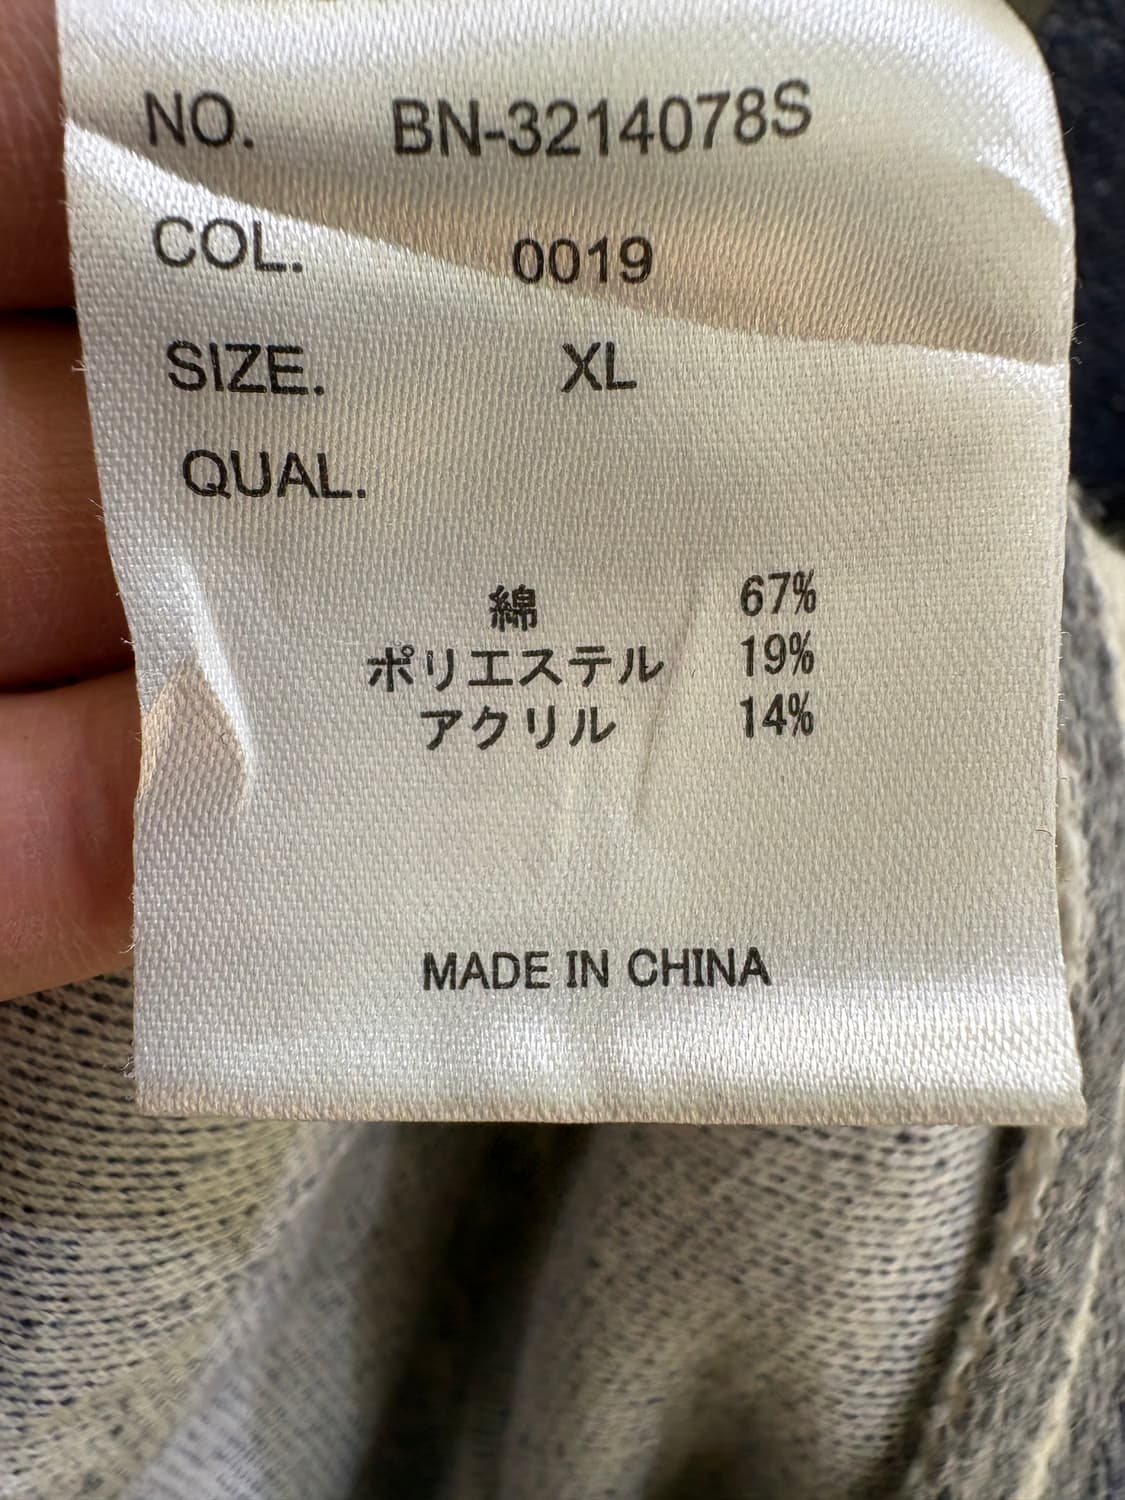 NO. BN-3214078S
COL. 0019
SIZE. XL
QUAL.
綿 67%
ポリエステル 19%
アクリル 14%
MADE IN CHINA